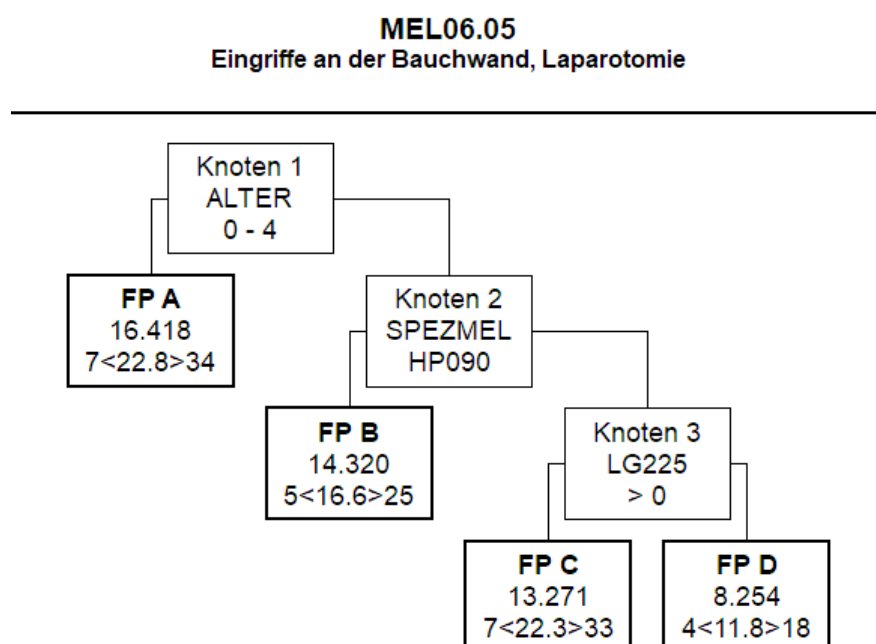 MEL06.05
Eingriffe an der Bauchwand, Laparotomie
Knoten 1
ALTER
0 - 4
FP A
16.418
7<22.8>34
Knoten 2
SPEZMEL
HP090
FP B
14.320
5<16.6>25
Knoten 3
LG225
> 0
FP C
13.271
7<22.3>33
FP D
8.254
4<11.8>18